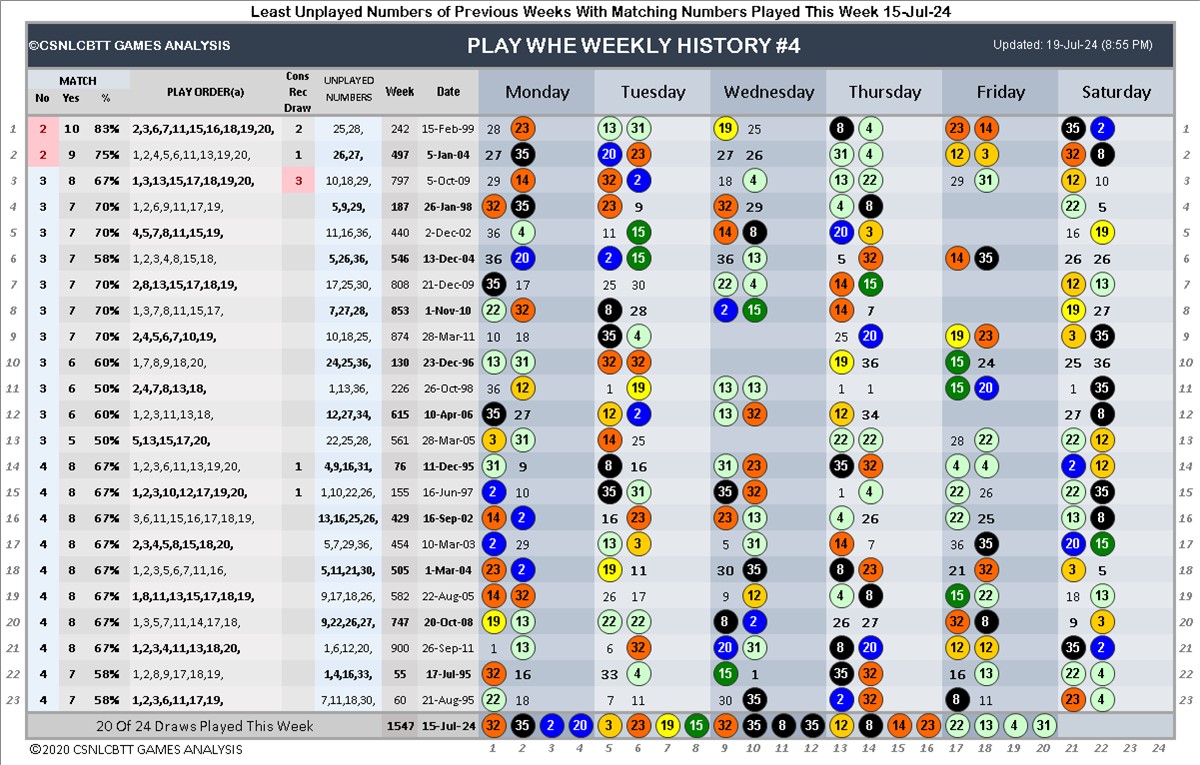 Least Unplayed Numbers of Previous Weeks With Matching Numbers Played This Week 15-Jul-24
©CSNLCBTT GAMES ANALYSIS PLAY WHE WEEKLY HISTORY #4 Updated: 19-Jul-24 (8:55 PM)
MATCH No Yes % PLAY ORDER(a) Cons Rec Draw UNPLAYED NUMBERS Week Date Monday Tuesday Wednesday Thursday Friday Saturday
1 2 10 83% 2,3,6,7,11,15,16,18,19,20, 2 25,28, 242 15-Feb-99 28 23 13 31 19 25 8 4 23 14 35 2 1
2 2 9 75% 1,2,4,5,6,11,13,19,20, 1 26,27, 497 5-Jan-04 27 35 20 23 27 26 31 4 12 3 32 8 2
3 3 8 67% 1,3,13,15,17,18,19,20, 3 10,18,29, 797 5-Oct-09 29 14 32 2 18 4 13 22 29 31 12 10 3
4 3 7 70% 1,2,6,9,11,17,19, 5,9,29, 187 26-Jan-98 32 35 23 9 32 29 4 8 22 5 4
5 3 7 70% 4,5,7,8,11,15,19, 11,16,36, 440 2-Dec-02 36 4 11 15 14 8 20 3 16 19 5
6 3 7 58% 1,2,3,4,8,15,18, 5,26,36, 546 13-Dec-04 36 20 2 15 36 13 5 32 14 35 26 26 6
7 3 7 70% 2,8,13,15,17,18,19, 17,25,30, 808 21-Dec-09 35 17 25 30 22 4 14 15 12 13 7
8 3 7 70% 1,3,7,8,11,15,17, 7,27,28, 853 1-Nov-10 22 32 8 28 2 15 14 7 19 27 8
9 3 7 70% 2,4,5,6,7,10,19, 10,18,25, 874 28-Mar-11 10 18 35 4 25 20 19 23 3 35 9
10 3 6 60% 1,7,8,9,18,20, 24,25,36, 130 23-Dec-96 13 31 32 32 19 36 15 24 25 36 10
11 3 6 50% 2,4,7,8,13,18, 1,13,36, 226 26-Oct-98 36 12 1 19 13 13 1 1 15 20 1 35 11
12 3 6 60% 1,2,3,11,13,18, 12,27,34, 615 10-Apr-06 35 27 12 2 13 32 12 34 27 8 12
13 3 5 50% 5,13,15,17,20, 22,25,28, 561 28-Mar-05 3 31 14 25 22 22 28 22 22 12 13
14 4 8 67% 1,2,3,6,11,13,19,20, 1 4,9,16,31, 76 11-Dec-95 31 9 8 16 31 23 35 32 4 4 2 12 14
15 4 8 67% 1,2,3,10,12,17,19,20, 1 1,10,22,26, 155 16-Jun-97 2 10 35 31 35 32 1 4 22 26 22 35 15
16 4 8 67% 3,6,11,15,16,17,18,19, 13,16,25,26, 429 16-Sep-02 14 2 16 23 23 13 4 26 22 25 13 8 16
17 4 8 67% 2,3,4,5,8,15,18,20, 5,7,29,36, 454 10-Mar-03 2 29 13 3 5 31 14 7 36 35 20 15 17
18 4 8 67% 1,2,3,5,6,7,11,16, 5,11,21,30, 505 1-Mar-04 23 2 19 11 30 35 8 23 21 32 3 5 18
19 4 8 67% 1,8,11,13,15,17,18,19, 9,17,18,26, 582 22-Aug-05 14 32 26 17 9 12 4 8 15 22 18 13 19
20 4 8 67% 1,3,5,7,11,14,17,18, 9,22,26,27, 747 20-Oct-08 19 13 22 22 8 2 26 27 32 8 9 3 20
21 4 8 67% 1,2,3,4,11,13,18,20, 1,6,12,20, 900 26-Sep-11 1 13 6 32 20 31 8 20 12 12 35 2 21
22 4 7 58% 1,2,8,9,17,18,19, 1,4,16,33, 55 17-Jul-95 32 16 33 4 15 1 35 32 16 13 22 4 22
23 4 7 58% 1,2,3,6,11,17,19, 7,11,18,30, 60 21-Aug-95 22 18 7 11 30 35 2 32 8 11 23 4 23
20 Of 24 Draws Played This Week 1547 15-Jul-24 32 35 2 20 3 23 19 15 32 35 8 35 12 8 14 23 22 13 4 31
©2020 CSNLCBTT GAMES ANALYSIS 1 2 3 4 5 6 7 8 9 10 11 12 13 14 15 16 17 18 19 20 21 22 23 24